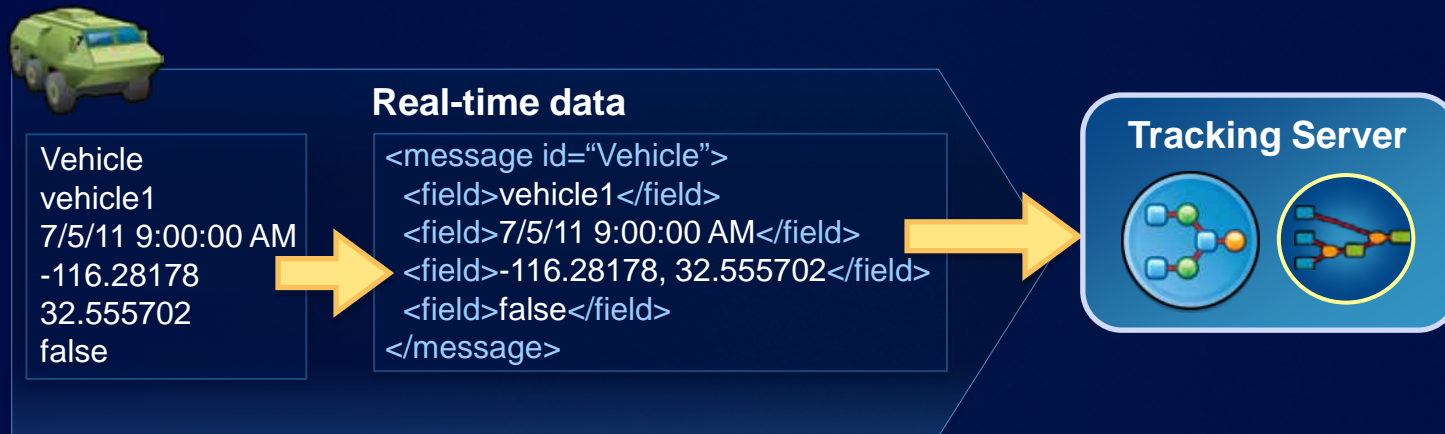 Vehicle
vehicle1
7/5/11 9:00:00 AM
-116.28178
32.555702
false
Real-time data
<message id=“Vehicle”>
<field>vehicle1</field>
<field>7/5/11 9:00:00 AM</field>
<field>-116.28178, 32.555702</field>
<field>false</field>
</message>
Tracking Server